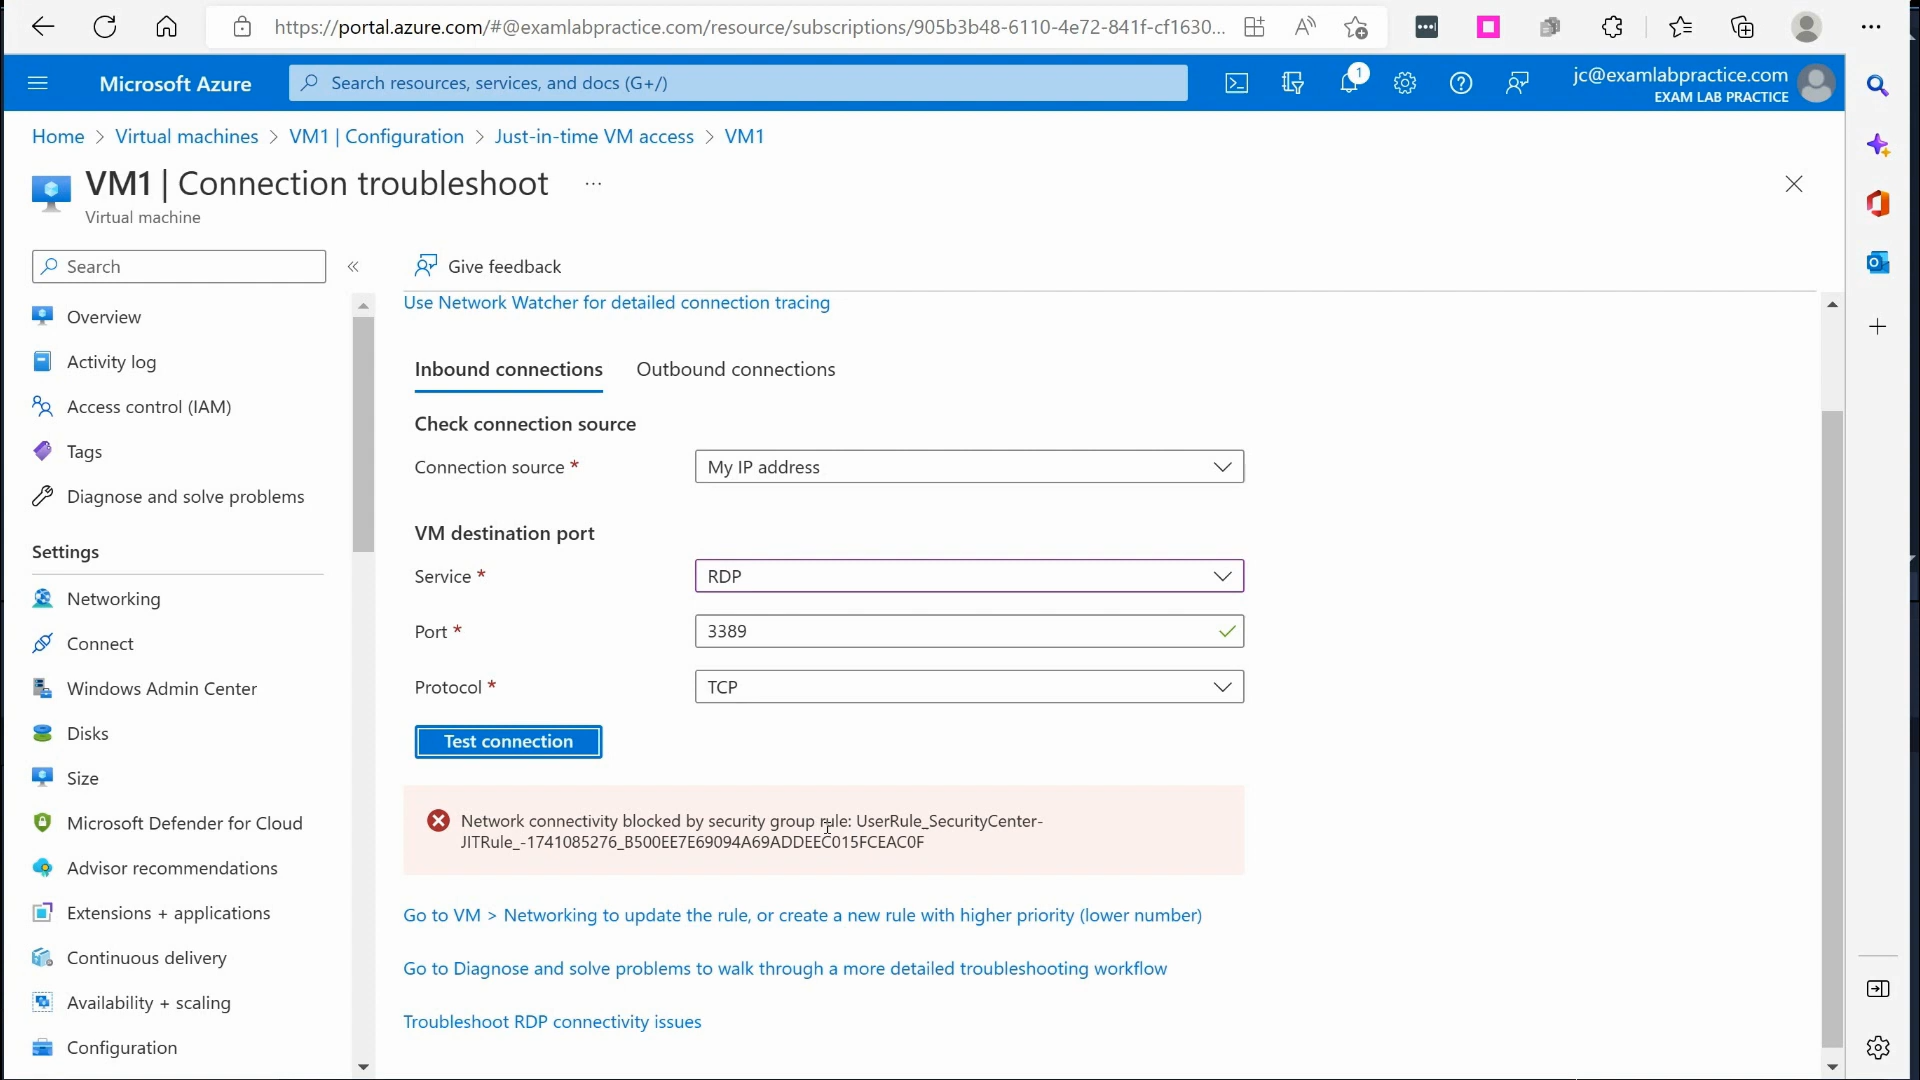 https://portal.azure.com/#@examlabpractice.com/resource/subscriptions/905b3b48-6110-4e72-841f-cf1630...
Microsoft Azure
Search resources, services, and docs (G+/)
1
jc@examlabpractice.com
EXAM LAB PRACTICE
Home > Virtual machines > VM1 | Configuration > Just-in-time VM access > VM1
VM1 | Connection troubleshoot ...
Virtual machine
Search
«
Give feedback
Overview
Activity log
Access control (IAM)
Tags
Diagnose and solve problems
Settings
Networking
Connect
Windows Admin Center
Disks
Size
Microsoft Defender for Cloud
Advisor recommendations
Extensions + applications
Continuous delivery
Availability + scaling
Configuration
Use Network Watcher for detailed connection tracing
Inbound connections
Outbound connections
Check connection source
Connection source *
My IP address
VM destination port
Service *
RDP
Port *
3389
Protocol *
TCP
Test connection
Network connectivity blocked by security group rule: UserRule_SecurityCenter-
JITRule_-1741085276_B500EE7E69094A69ADDEEC015FCEAC0F
Go to VM > Networking to update the rule, or create a new rule with higher priority (lower number)
Go to Diagnose and solve problems to walk through a more detailed troubleshooting workflow
Troubleshoot RDP connectivity issues